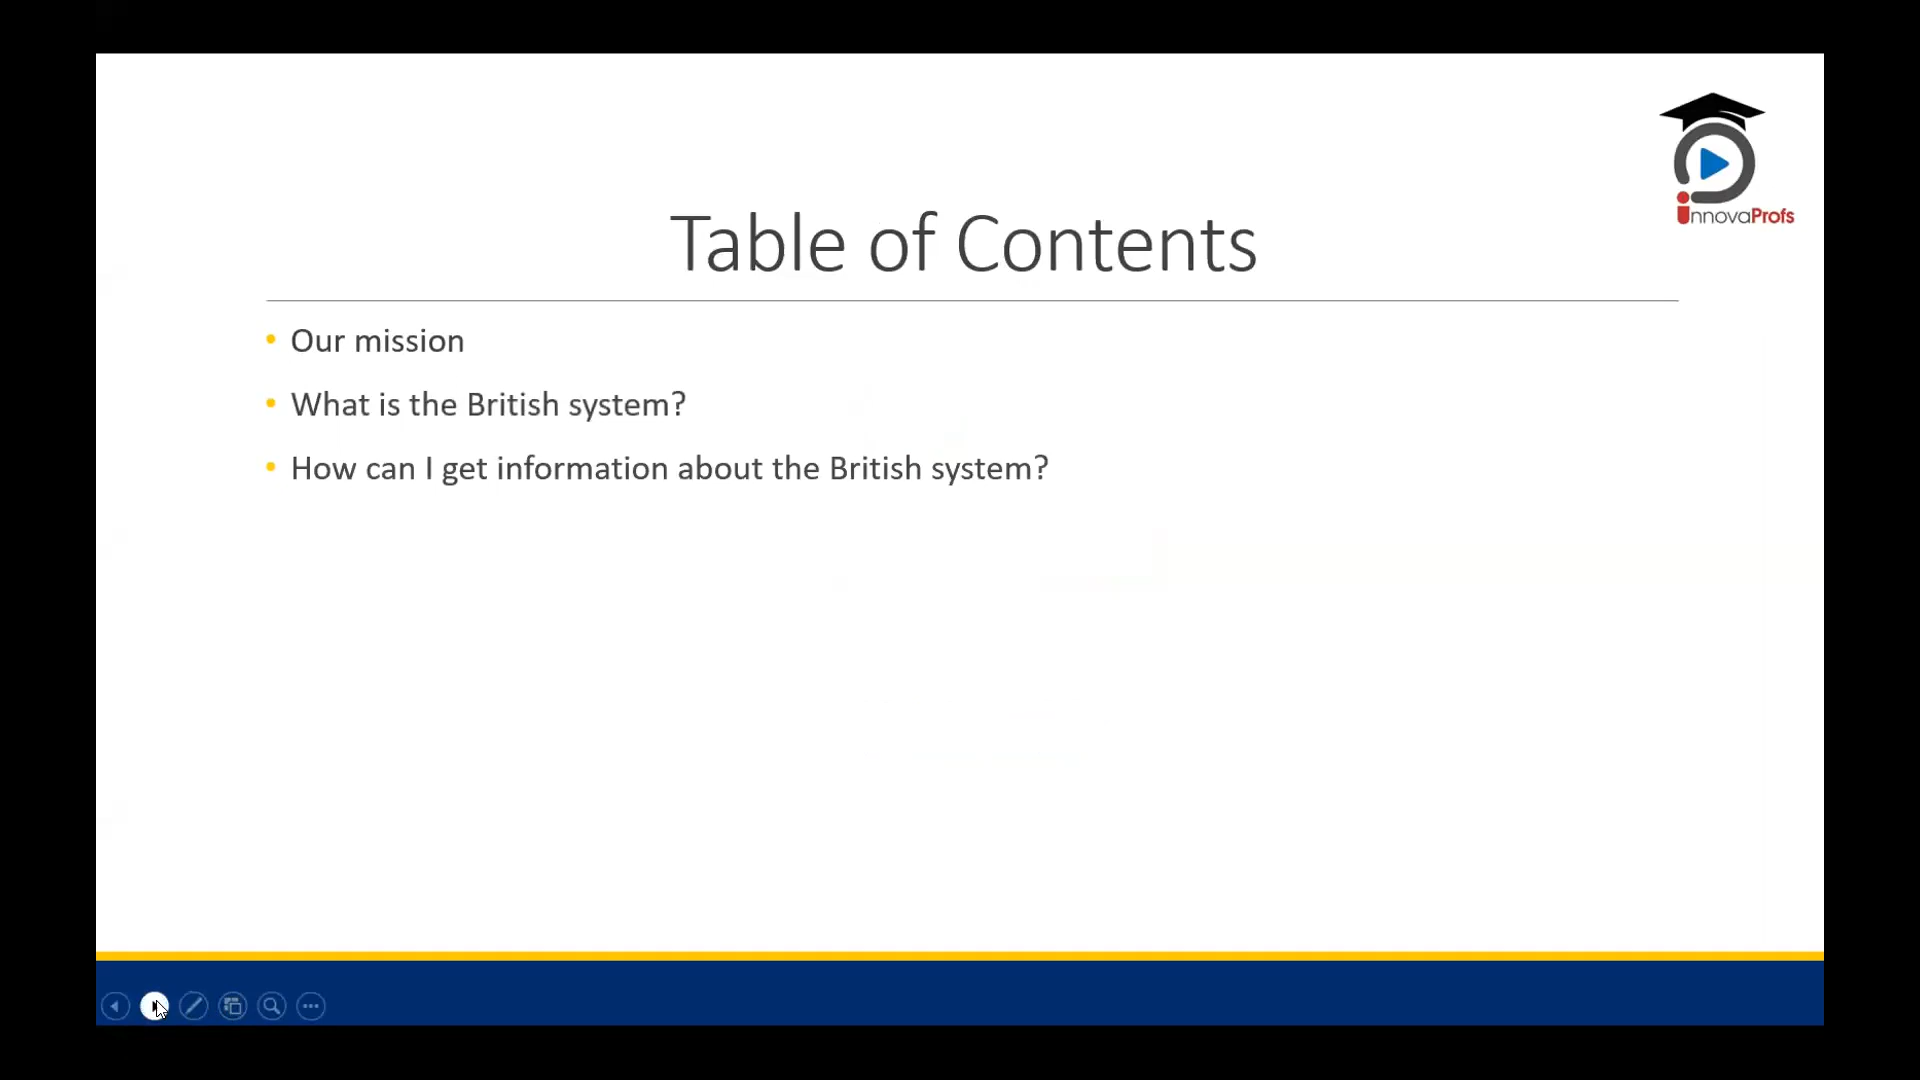 innovaProfs
Table of Contents
• Our mission
• What is the British system?
• How can I get information about the British system?